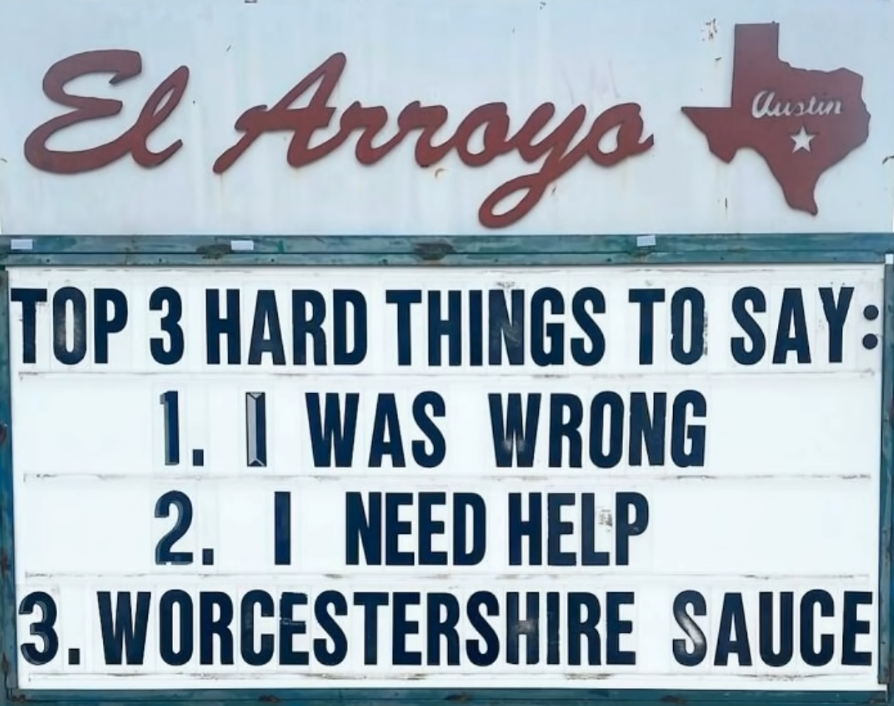 El Arroyo
Austin
TOP 3 HARD THINGS TO SAY:
1. I WAS WRONG
2. I NEED HELP
3. WORCESTERSHIRE SAUCE